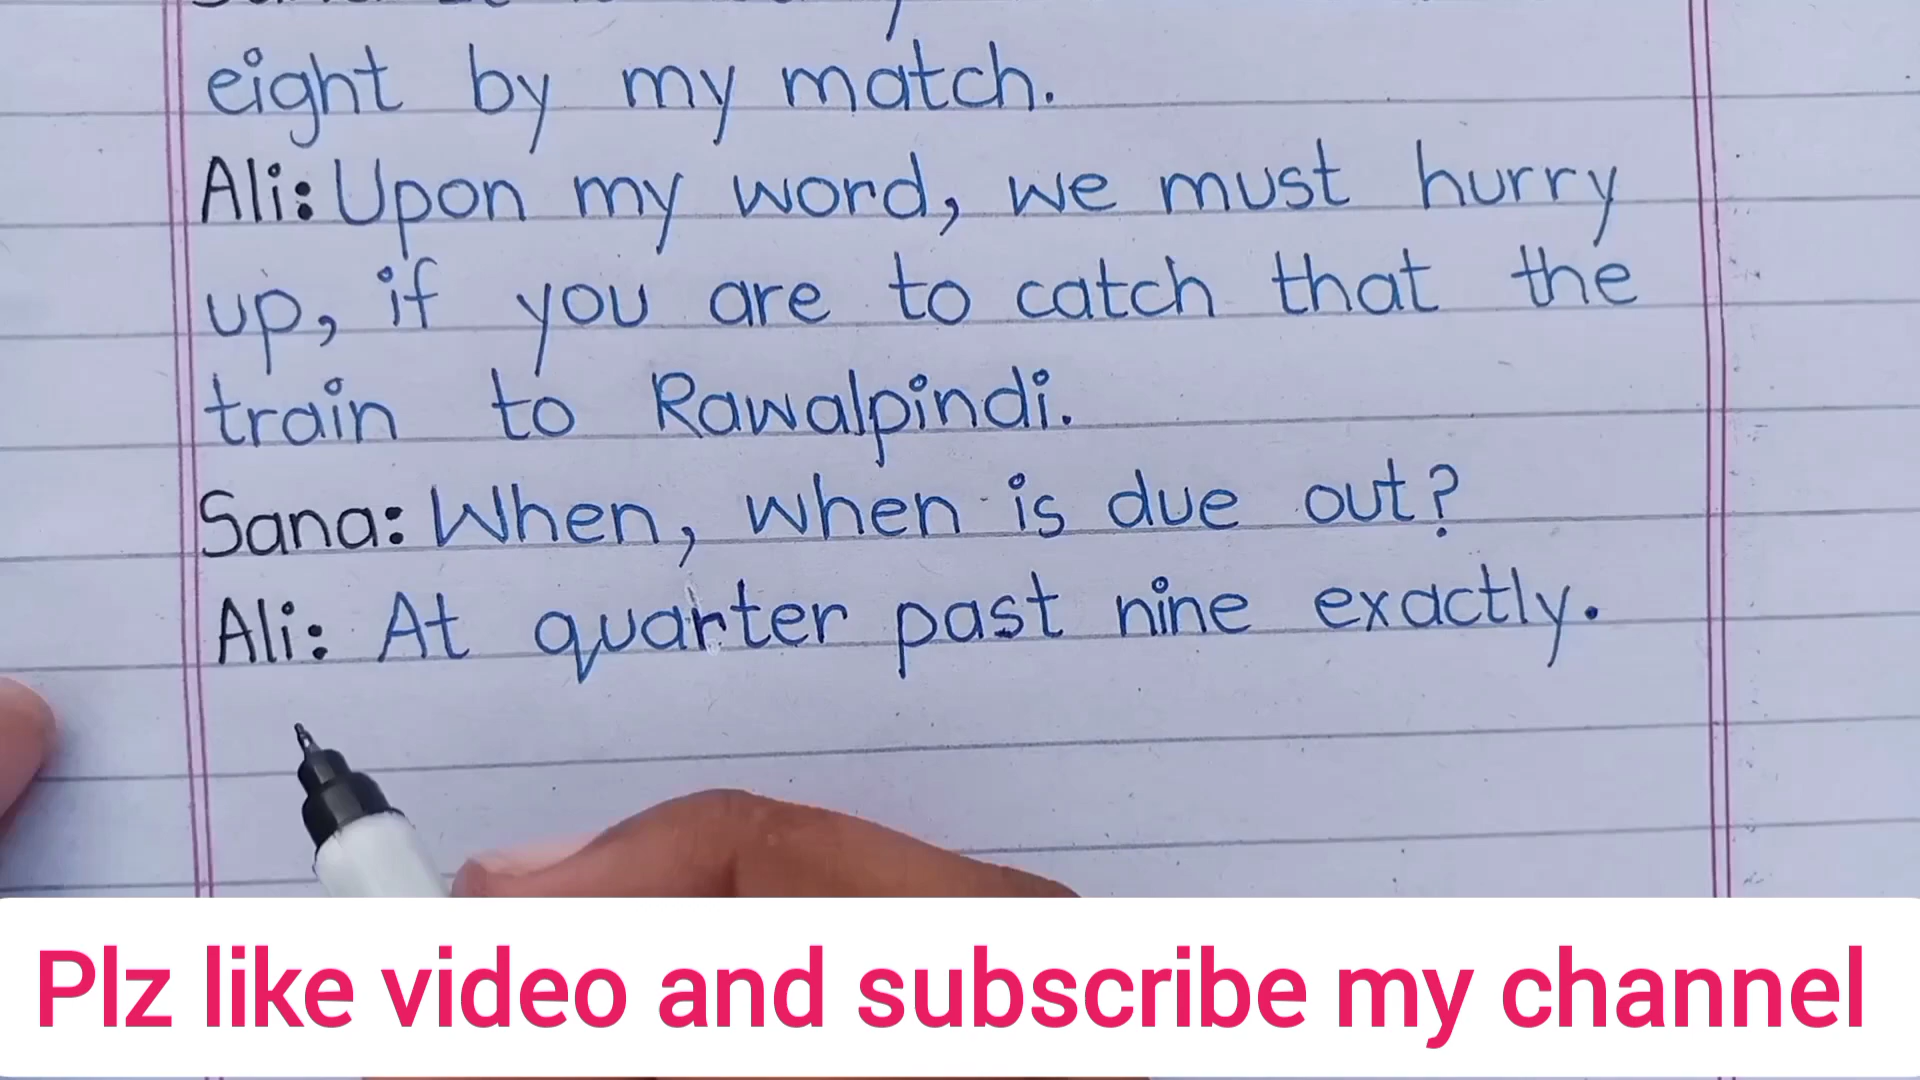 eight by my match.
Ali: Upon my word, we must hurry
up, if you are to catch that the
train to Rawalpindi.
Sana: When, when is due out?
Ali: At quarter past nine exactly.
Plz like video and subscribe my channel